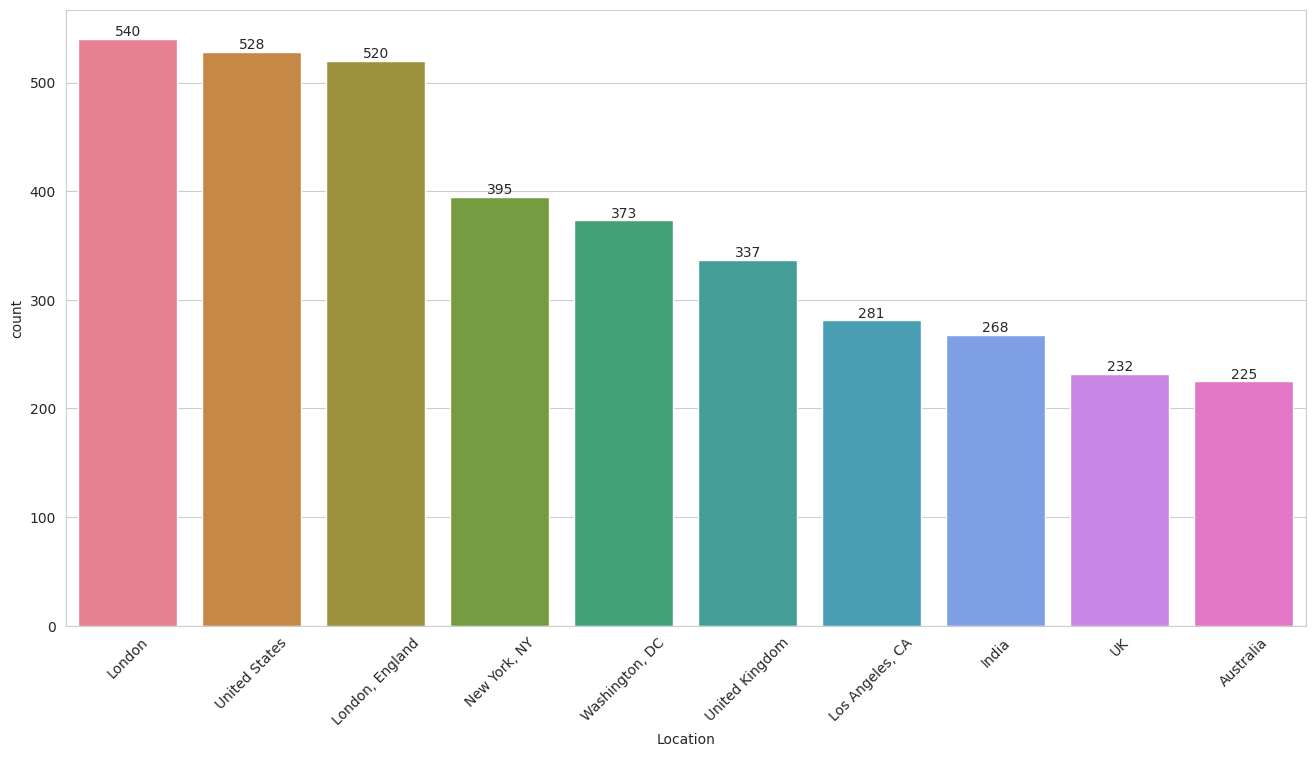 540
528
520
395
373
337
281
268
232
225
500
400
300
200
100
0
count
London
United States
London, England
New York, NY
Washington, DC
United Kingdom
Los Angeles, CA
India
UK
Australia
Location